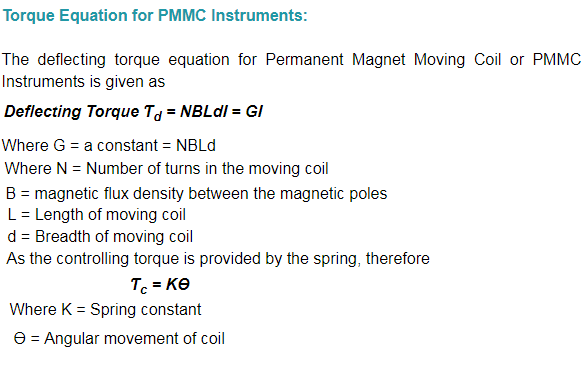 Torque Equation for PMMC Instruments:
The deflecting torque equation for Permanent Magnet Moving Coil or PMMC
Instruments is given as
Deflecting Torque Td = NBLdI = GI
Where G = a constant = NBLd
Where N = Number of turns in the moving coil
B = magnetic flux density between the magnetic poles
L = Length of moving coil
d = Breadth of moving coil
As the controlling torque is provided by the spring, therefore
Tc = KӨ
Where K = Spring constant
Ө = Angular movement of coil